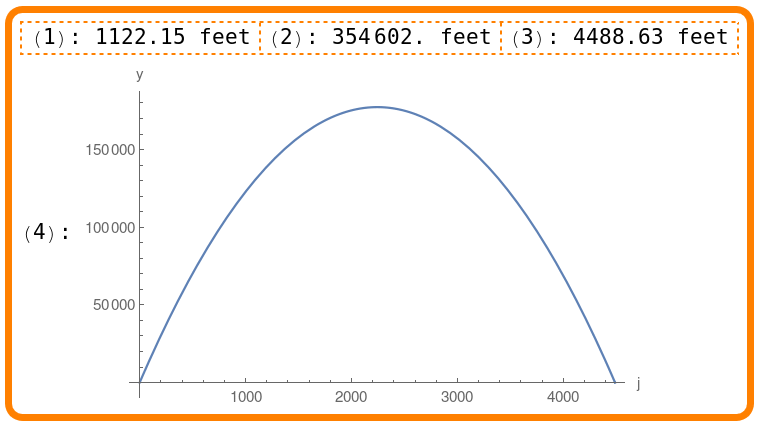 (1): 1122.15 feet (2): 354602. feet (3): 4488.63 feet
y
150000
(4): 100000
50000
1000 2000 3000 4000 j